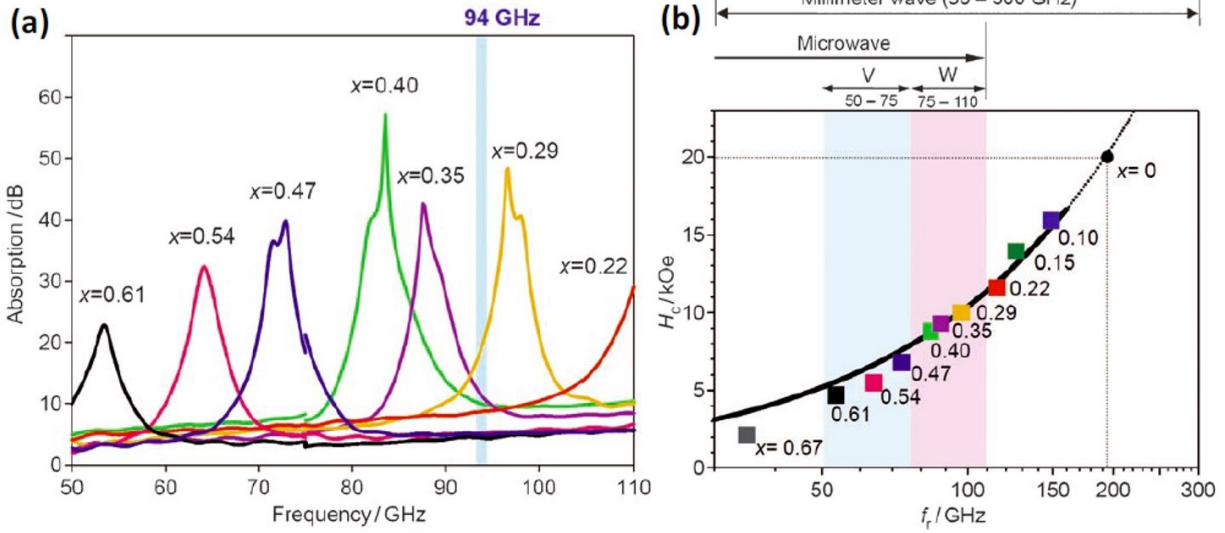 (a)
94 GHz
Absorption/dB
60
50
40
30
20
10
0
x=0.61
x=0.54
x=0.47
x=0.40
x=0.35
x=0.29
x=0.22
50
60
70
80
90
100
110
Frequency/GHz
(b)
Millimeter wave (35 – 300 GHz)
Microwave
V
W
50 – 75
75 – 110
Hc/kOe
20
15
10
5
0
x= 0
0.10
0.15
0.22
0.29
0.35
0.40
0.47
0.54
0.61
x= 0.67
50
100
150
200
300
fr/GHz